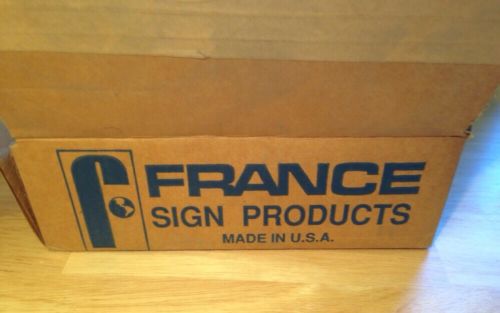 f FRANCE
SIGN PRODUCTS
MADE IN U.S.A.